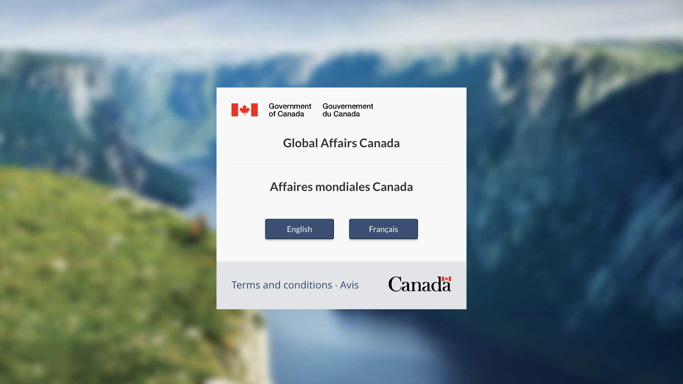 Government of Canada
Gouvernement du Canada
Global Affairs Canada
Affaires mondiales Canada
English
Français
Terms and conditions · Avis
Canada